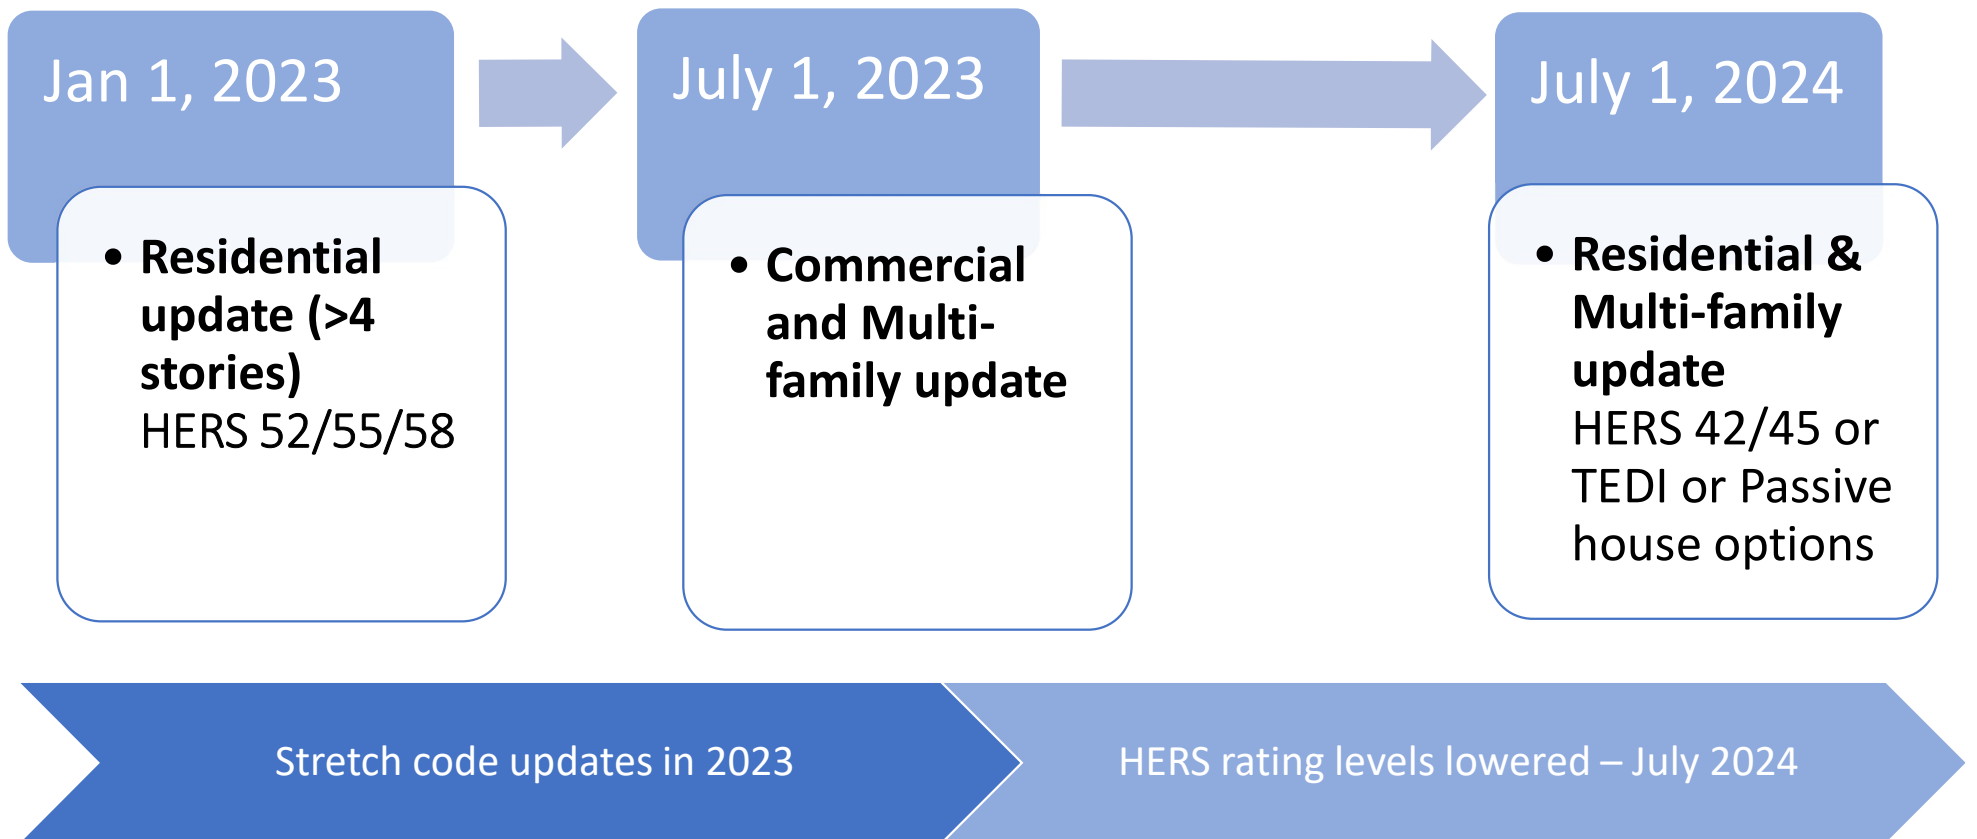 Jan 1, 2023
• Residential
update (>4
stories)
HERS 52/55/58
July 1, 2023
• Commercial
and Multi-
family update
July 1, 2024
• Residential &
Multi-family
update
HERS 42/45 or
TEDI or Passive
house options
Stretch code updates in 2023
HERS rating levels lowered – July 2024